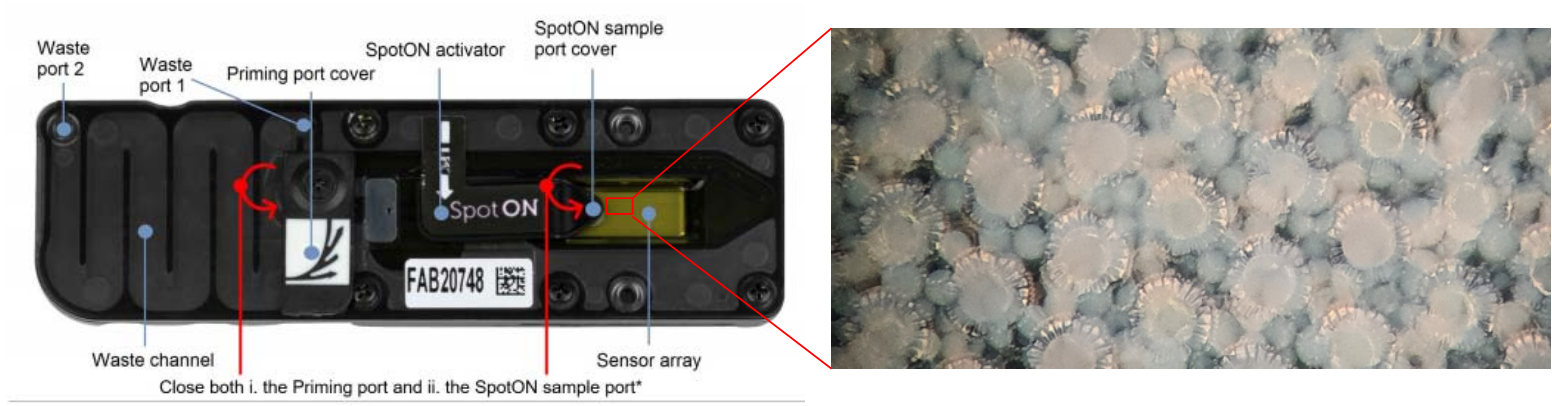 Waste
port 2
Waste
port 1
Priming port cover
SpotON activator
SpotON sample
port cover
SpotON
FAB20748
Waste channel
Sensor array
Close both i. the Priming port and ii. the SpotON sample port*